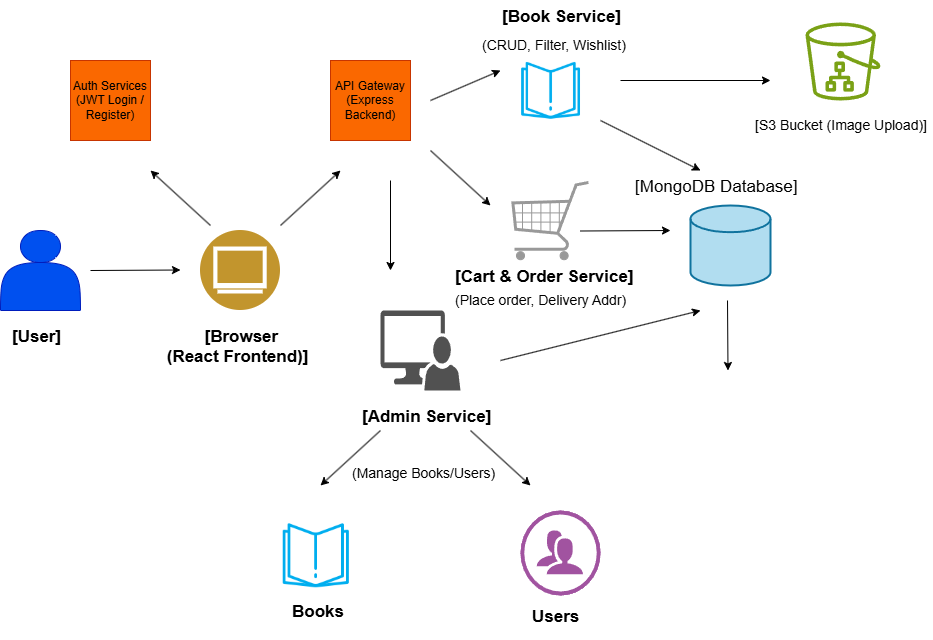 [Book Service]
(CRUD, Filter, Wishlist)
Auth Services
(JWT Login /
Register)
API Gateway
(Express
Backend)
[S3 Bucket (Image Upload)]
[MongoDB Database]
[Cart & Order Service]
(Place order, Delivery Addr)
[User]
[Browser
(React Frontend)]
[Admin Service]
(Manage Books/Users)
Books
Users